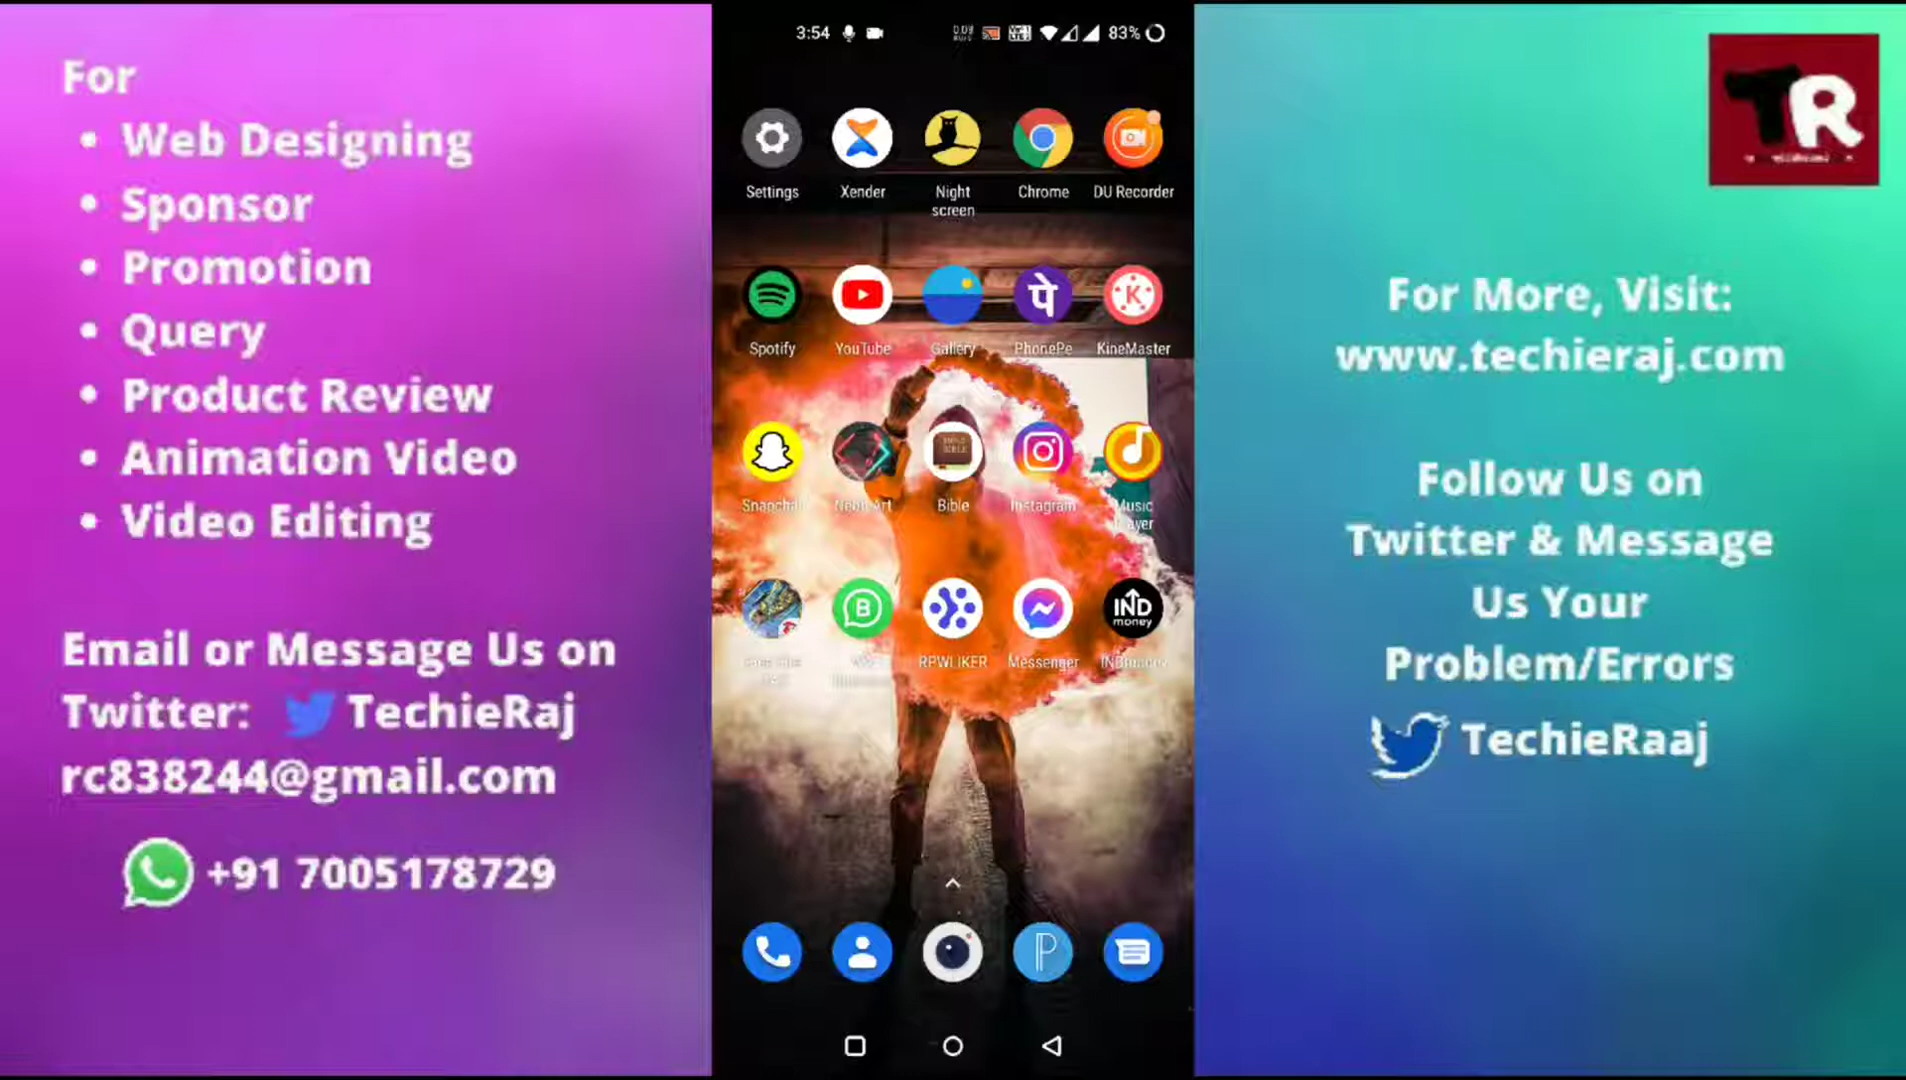 For
• Web Designing
• Sponsor
• Promotion
• Query
• Product Review
• Animation Video
• Video Editing
Email or Message Us on
Twitter: TechieRaj
rc838244@gmail.com
+91 7005178729
3:54
83%
Settings
Xender
Night
screen
Chrome
DU Recorder
Spotify
YouTube
Gallery
पे
PhonePe
K
KineMaster
Bible
Instagram
Music
B
RPWLIKER
Messenger
IND
money
TR
For More, Visit:
www.techieraj.com
Follow Us on
Twitter & Message
Us Your
Problem/Errors
TechieRaaj